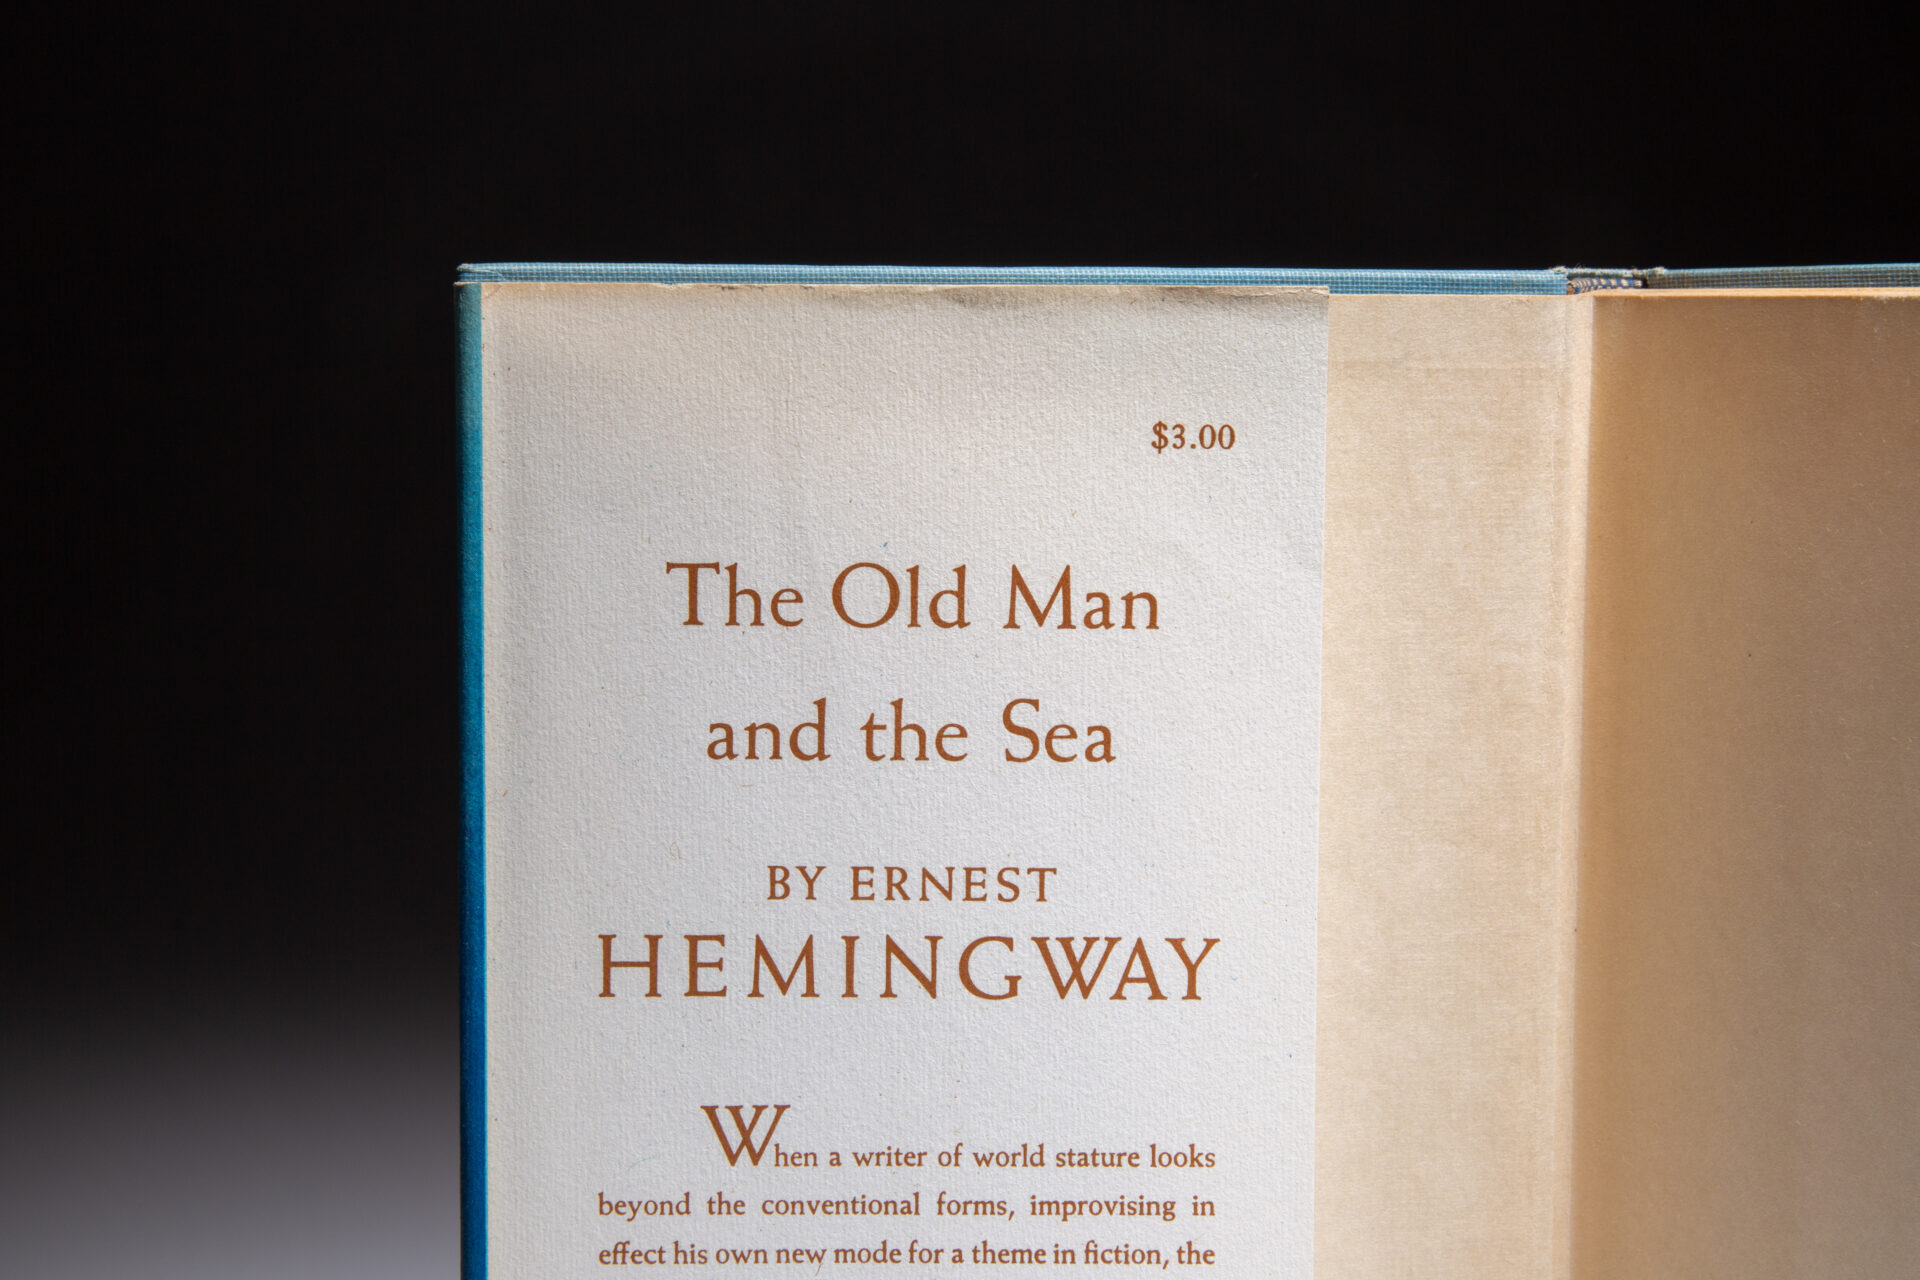 $3.00
The Old Man
and the Sea
BY ERNEST
HEMINGWAY
When a writer of world stature looks
beyond the conventional forms, improvising in
effect his own new mode for a theme in fiction, the